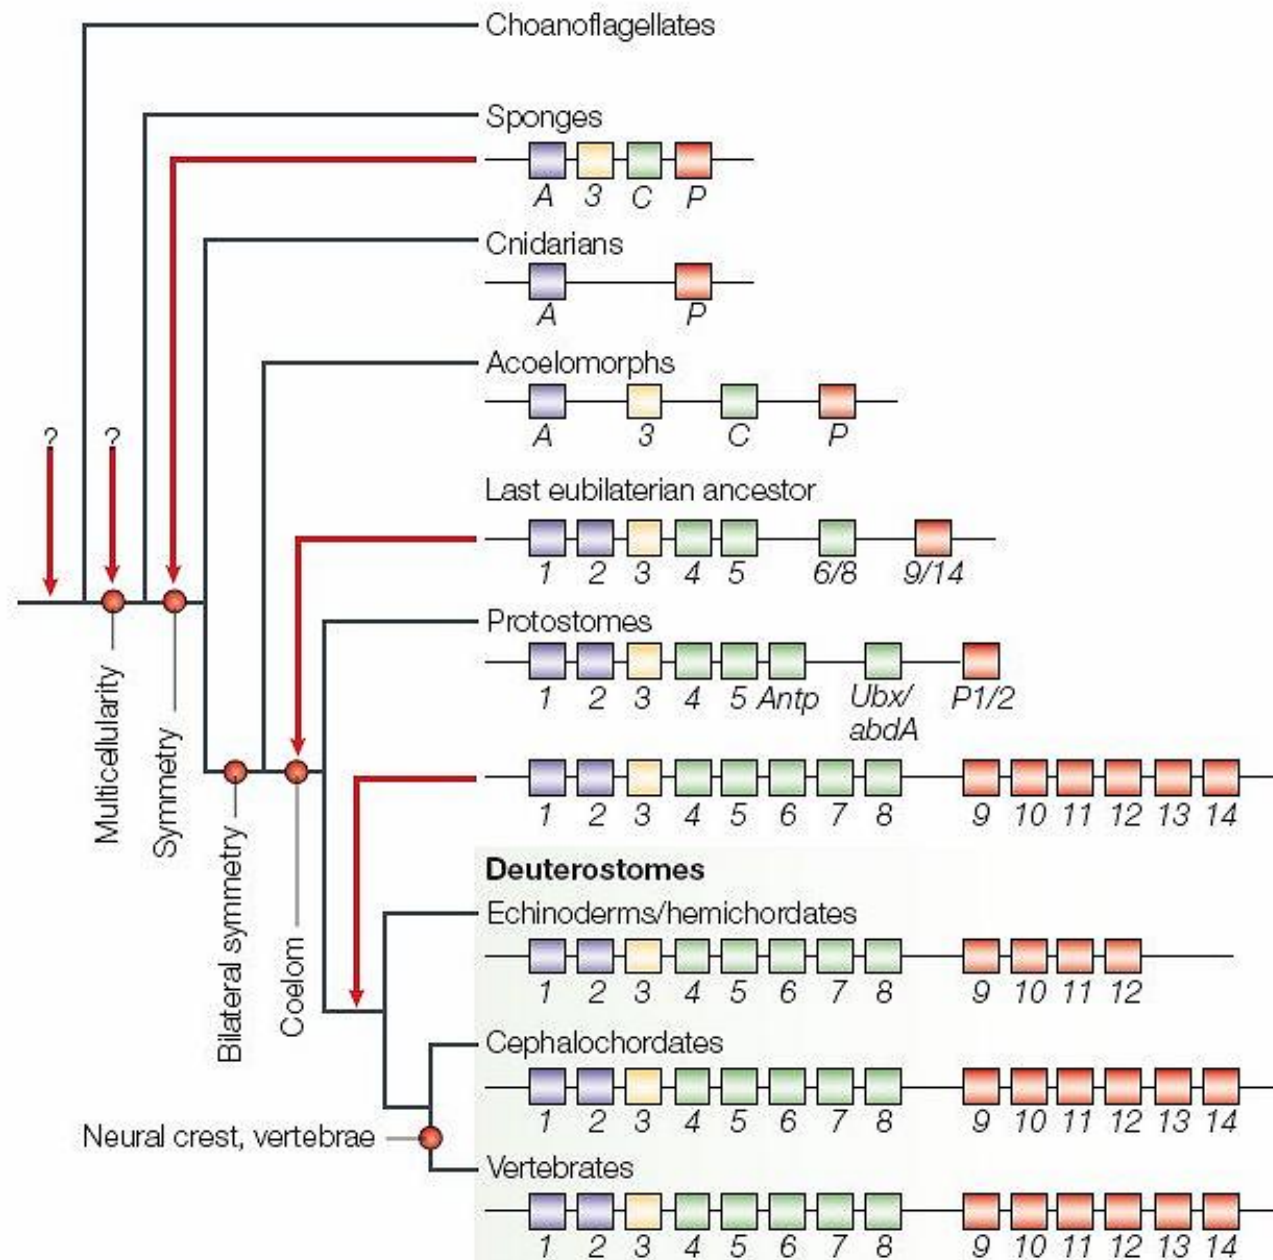 Choanoflagellates
Sponges
A 3 C P
Cnidarians
A P
Acoelomorphs
A 3 C P
? ?
Last eubilaterian ancestor
1 2 3 4 5 6/8 9/14
Protostomes
1 2 3 4 5 Antp Ubx/ P1/2
abdA
1 2 3 4 5 6 7 8 9 10 11 12 13 14
Multicellularity
Symmetry
Bilateral symmetry
Coelom
Deuterostomes
Echinoderms/hemichordates
1 2 3 4 5 6 7 8 9 10 11 12
Cephalochordates
1 2 3 4 5 6 7 8 9 10 11 12 13 14
Neural crest, vertebrae
Vertebrates
1 2 3 4 5 6 7 8 9 10 11 12 13 14